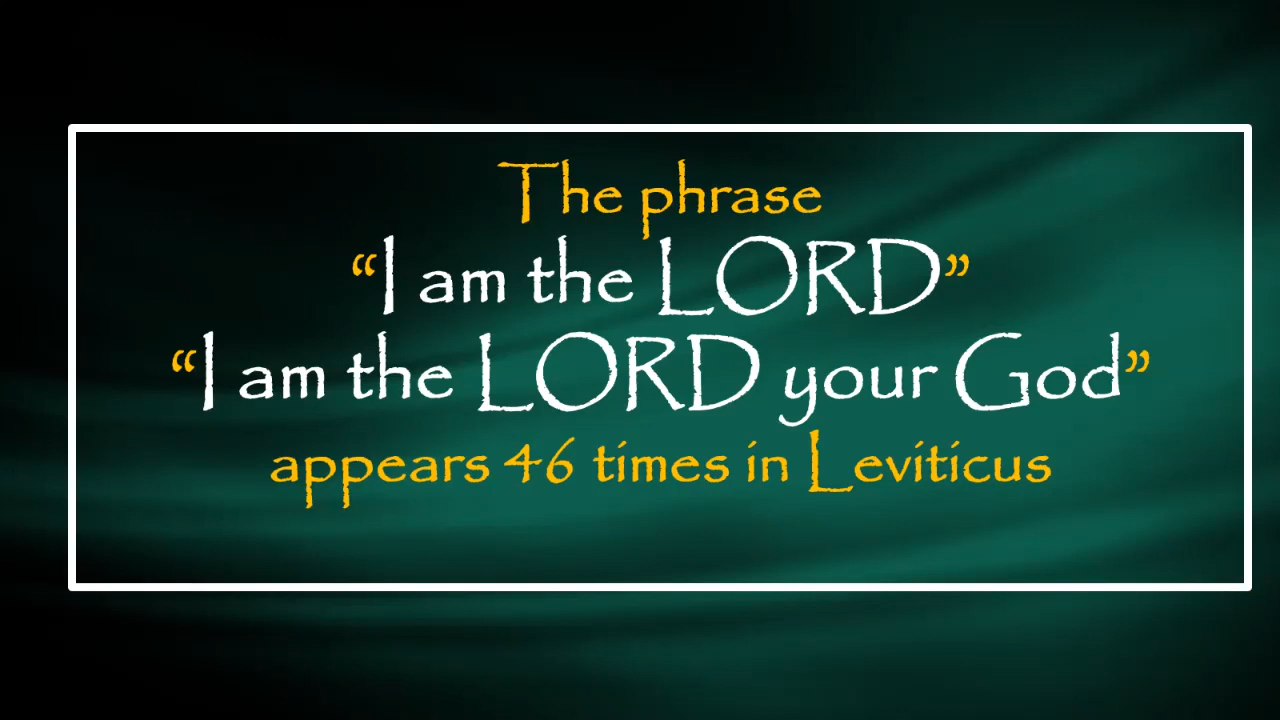 The phrase
“I am the LORD”
“I am the LORD your God”
appears 46 times in Leviticus